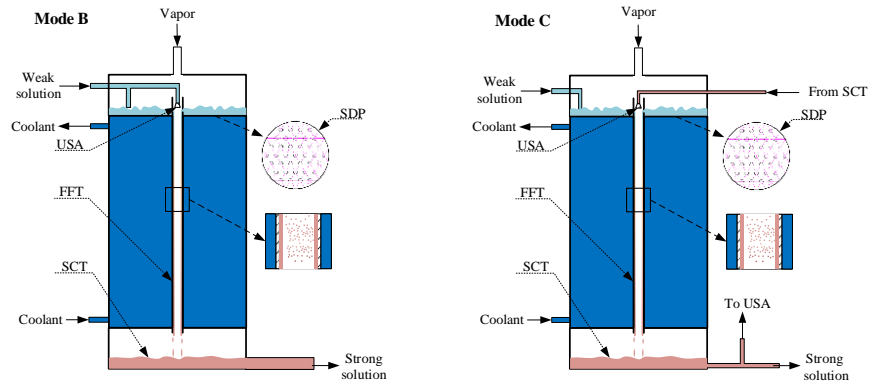 Mode B
Vapor
Weak
solution
SDP
Coolant
USA
FFT
SCT
Coolant
Strong
solution
Mode C
Vapor
Weak
solution
From SCT
SDP
Coolant
USA
FFT
SCT
To USA
Coolant
Strong
solution